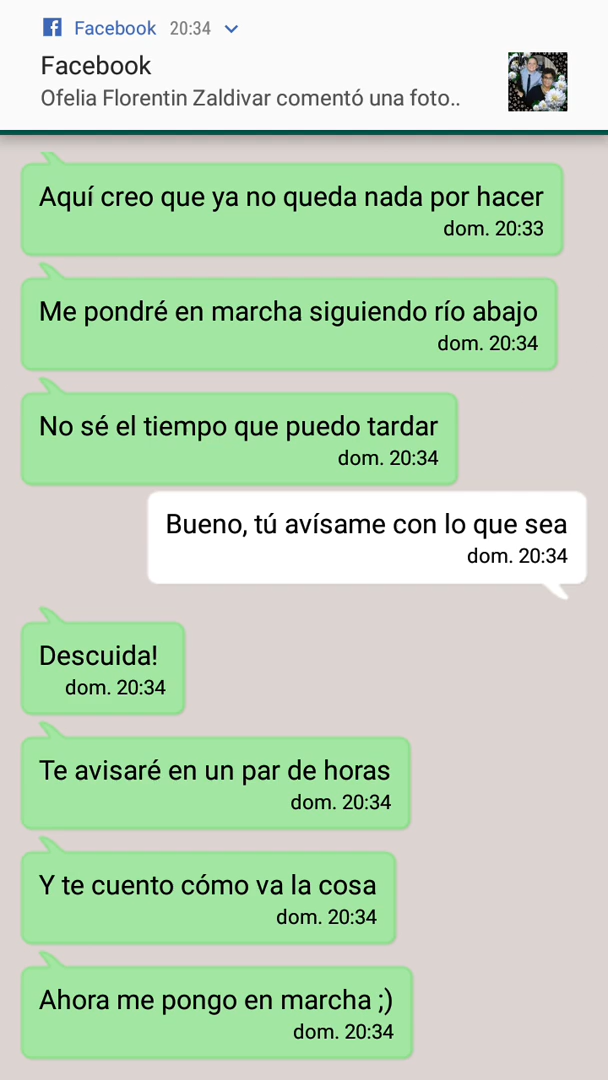 Facebook 20:34
Facebook
Ofelia Florentin Zaldivar comentó una foto..
Aquí creo que ya no queda nada por hacer
dom. 20:33
Me pondré en marcha siguiendo río abajo
dom. 20:34
No sé el tiempo que puedo tardar
dom. 20:34
Bueno, tú avísame con lo que sea
dom. 20:34
Descuida!
dom. 20:34
Te avisaré en un par de horas
dom. 20:34
Y te cuento cómo va la cosa
dom. 20:34
Ahora me pongo en marcha ;)
dom. 20:34